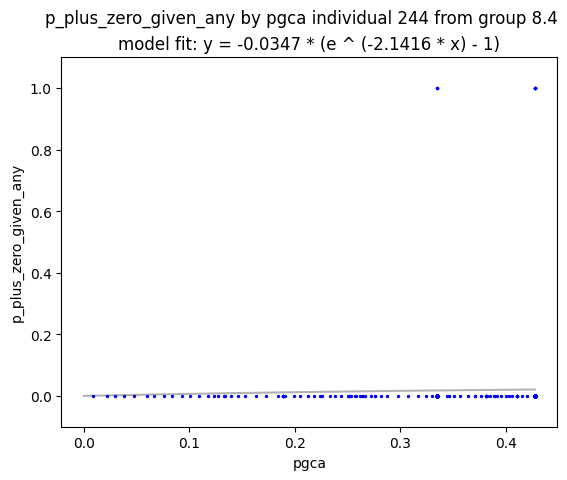 p_plus_zero_given_any by pgca individual 244 from group 8.4
model fit: y = -0.0347 * (e ^ (-2.1416 * x) - 1)
1.0
0.8
0.6
0.4
0.2
0.0
p_plus_zero_given_any
0.0 0.1 0.2 0.3 0.4
pgca